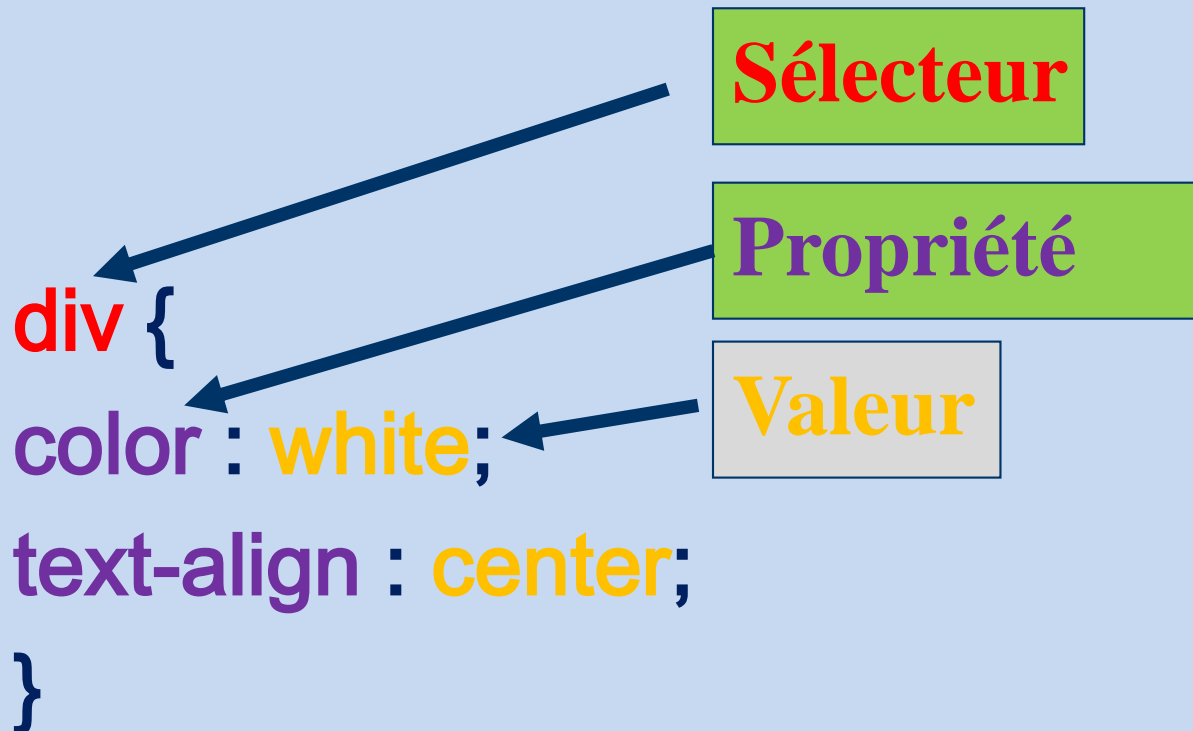 Sélecteur
Propriété
div {
Valeur
color : white;
text-align : center;
}